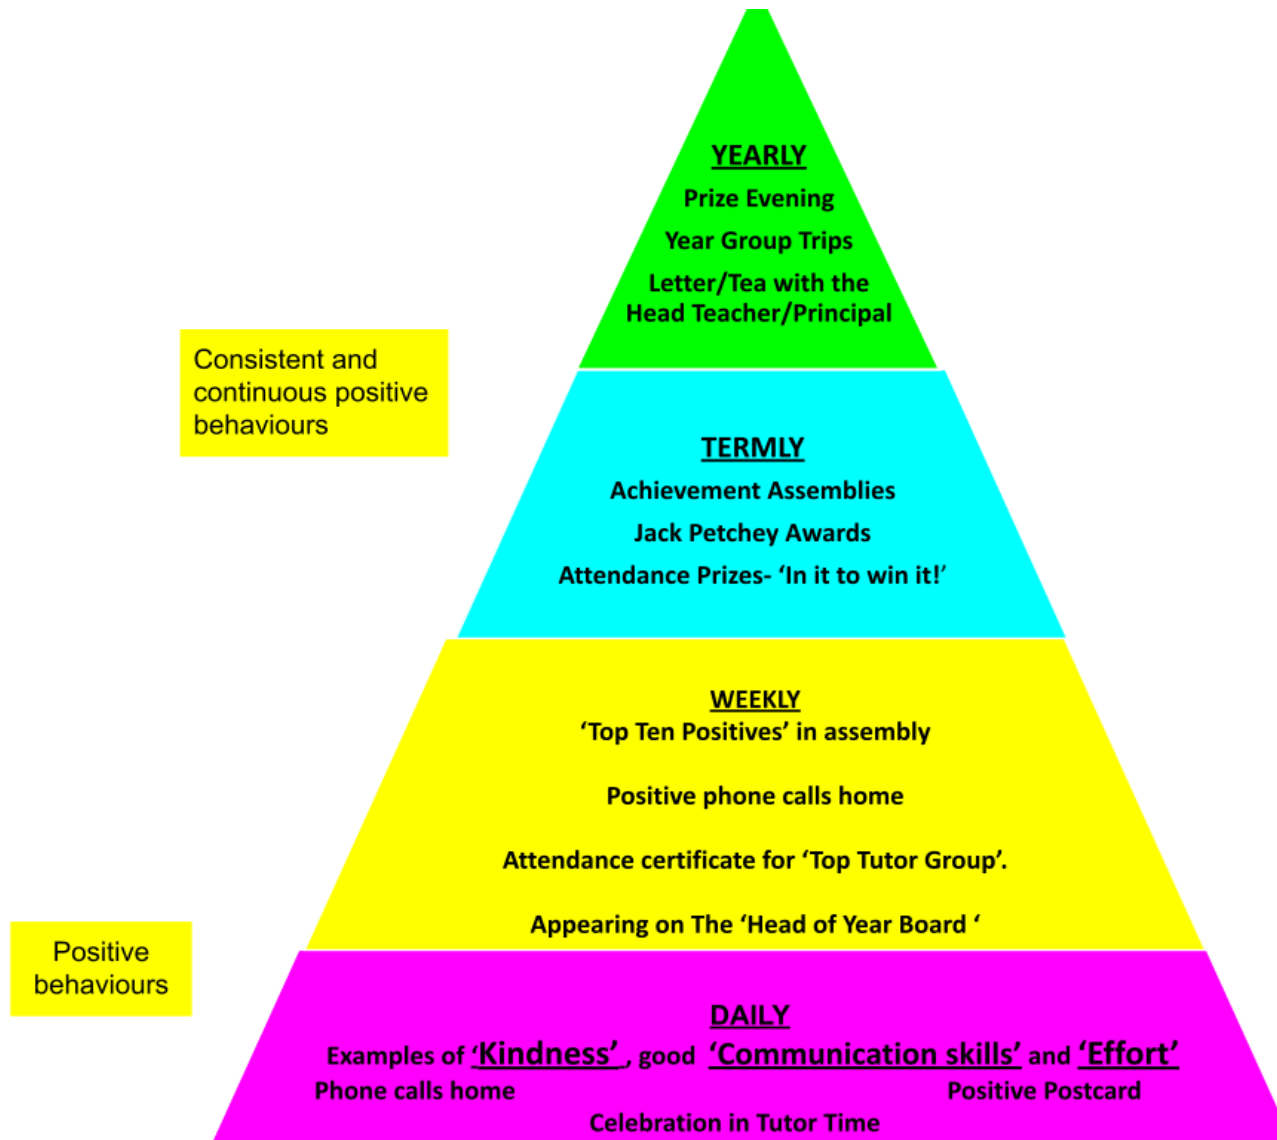 YEARLY
Prize Evening
Year Group Trips
Letter/Tea with the
Head Teacher/Principal
Consistent and
continuous positive
behaviours
TERMLY
Achievement Assemblies
Jack Petchey Awards
Attendance Prizes- ‘In it to win it!’
WEEKLY
‘Top Ten Positives’ in assembly
Positive phone calls home
Attendance certificate for ‘Top Tutor Group’.
Appearing on The ‘Head of Year Board ‘
Positive
behaviours
DAILY
Examples of ‘Kindness’ , good ‘Communication skills’ and ‘Effort’
Phone calls home Positive Postcard
Celebration in Tutor Time